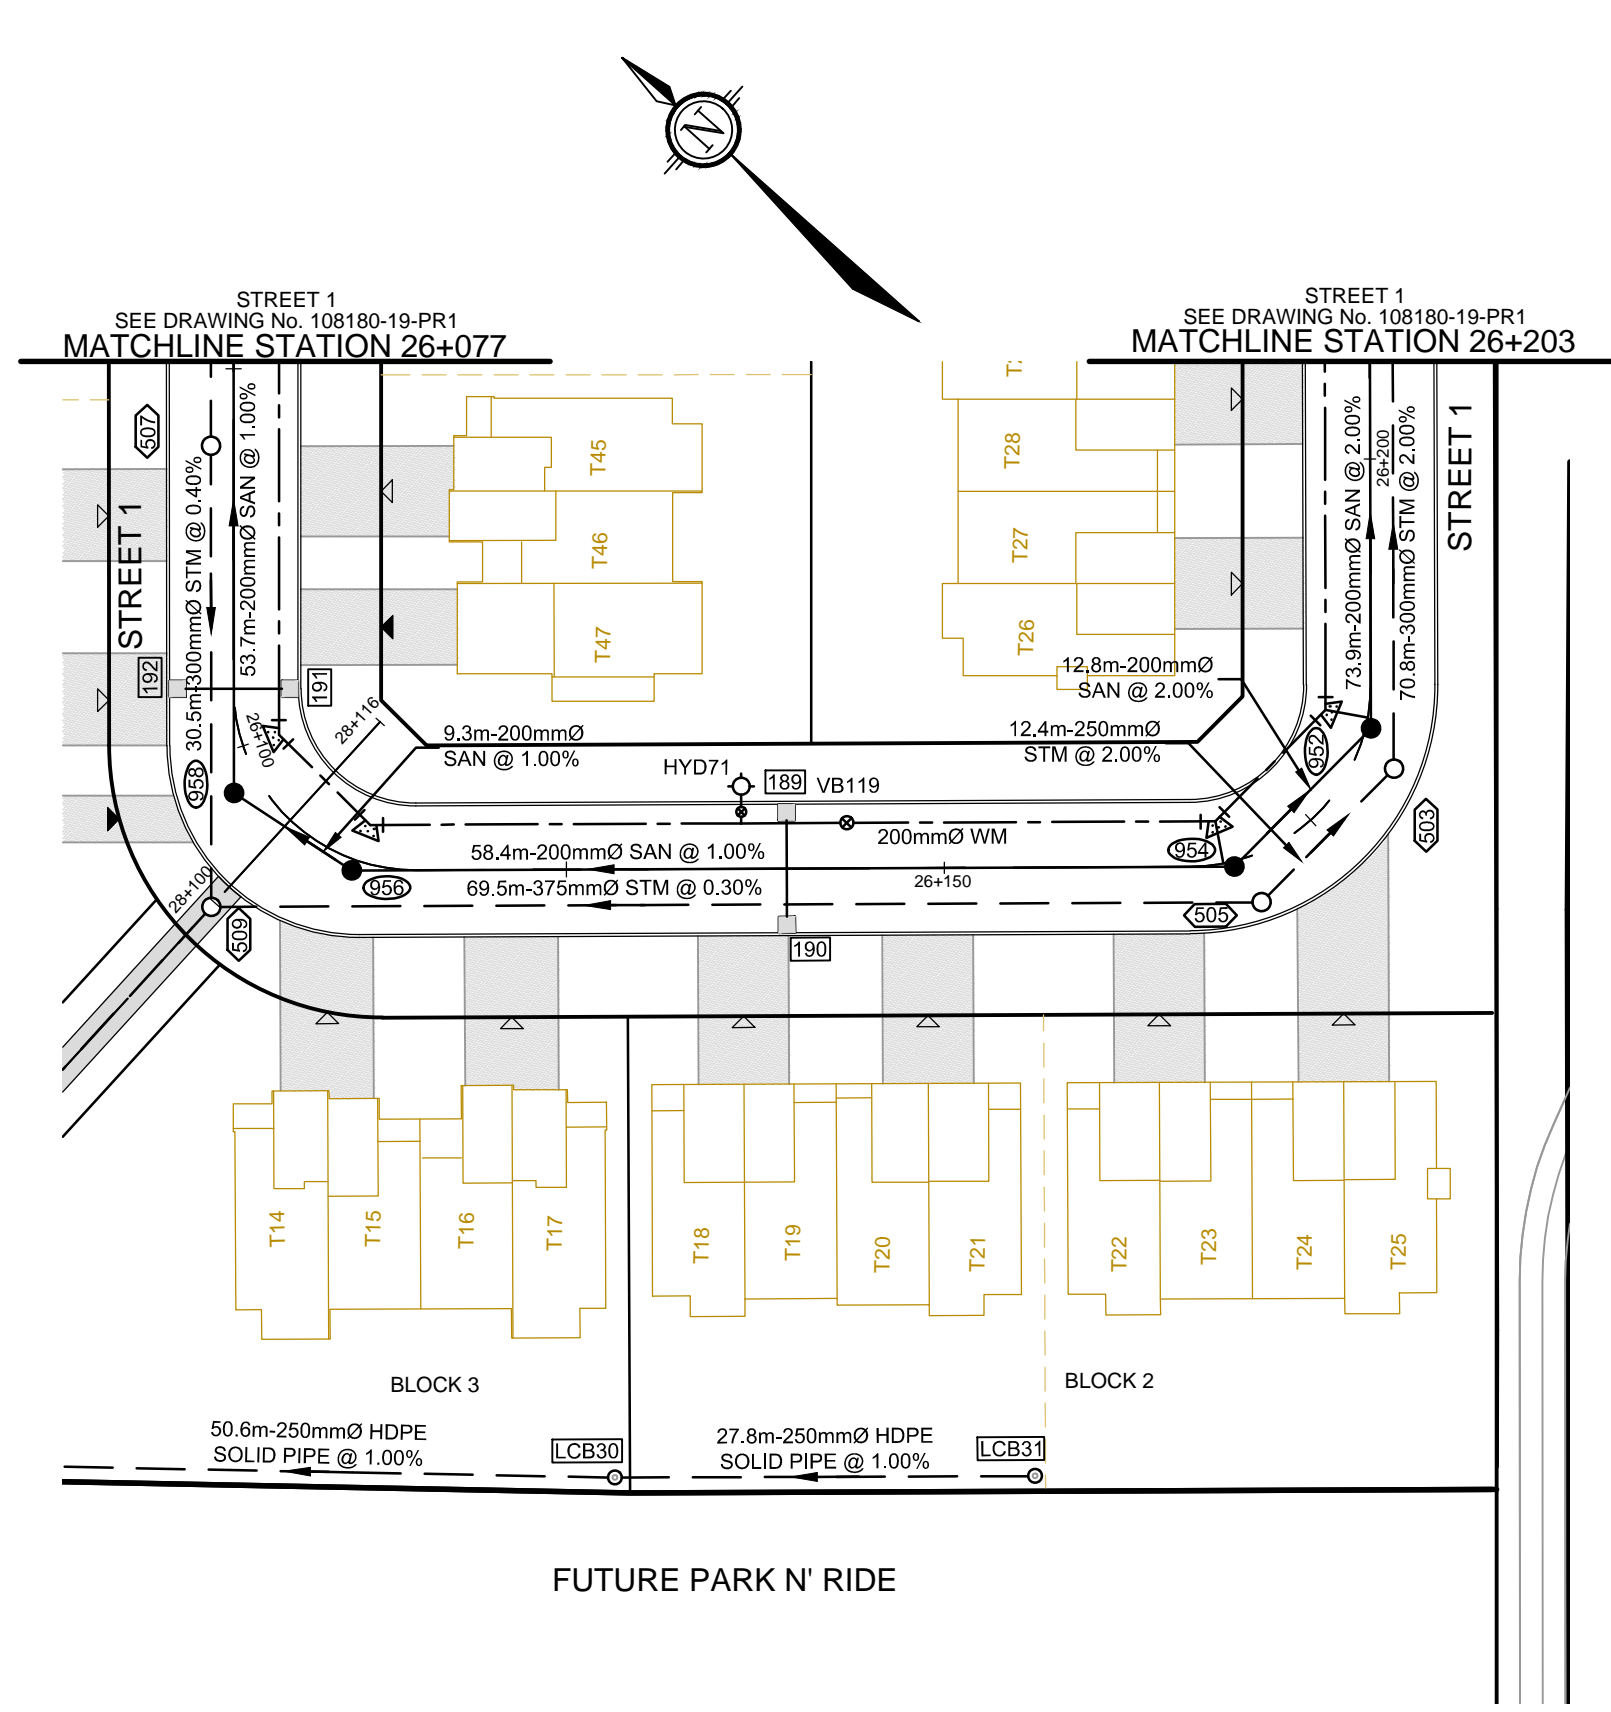 N
STREET 1
SEE DRAWING No. 108180-19-PR1
MATCHLINE STATION 26+077
STREET 1
SEE DRAWING No. 108180-19-PR1
MATCHLINE STATION 26+203
507
STREET 1
30.5m-300mmØ STM @ 0.40%
53.7m-200mmØ SAN @ 1.00%
T45
T46
T47
T28
T27
T26
73.9m-200mmØ SAN @ 2.00%
26+200
70.8m-300mmØ STM @ 2.00%
STREET 1
192
191
26+100
28+116
958
12.8m-200mmØ
SAN @ 2.00%
9.3m-200mmØ
SAN @ 1.00%
12.4m-250mmØ
STM @ 2.00%
952
HYD71
189
VB119
503
200mmØ WM
58.4m-200mmØ SAN @ 1.00%
954
956
69.5m-375mmØ STM @ 0.30%
26+150
28+100
509
505
190
T14
T15
T16
T17
T18
T19
T20
T21
T22
T23
T24
T25
BLOCK 3
BLOCK 2
50.6m-250mmØ HDPE
SOLID PIPE @ 1.00%
LCB30
27.8m-250mmØ HDPE
SOLID PIPE @ 1.00%
LCB31
FUTURE PARK N' RIDE